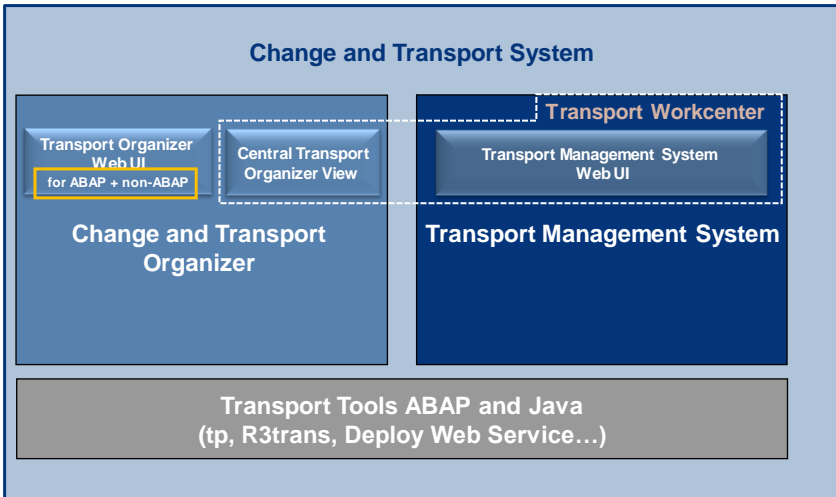 Change and Transport System
Transport Workcenter
Transport Organizer
Web UI
for ABAP + non-ABAP
Central Transport
Organizer View
Transport Management System
Web UI
Change and Transport
Organizer
Transport Management System
Transport Tools ABAP and Java
(tp, R3trans, Deploy Web Service…)